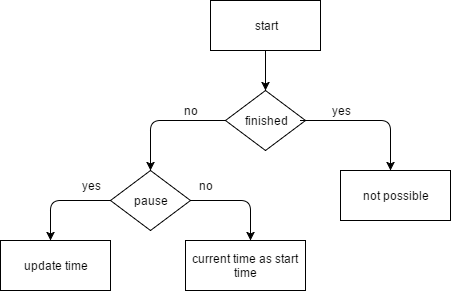 start
no
finished
yes
yes
pause
no
not possible
update time
current time as start
time